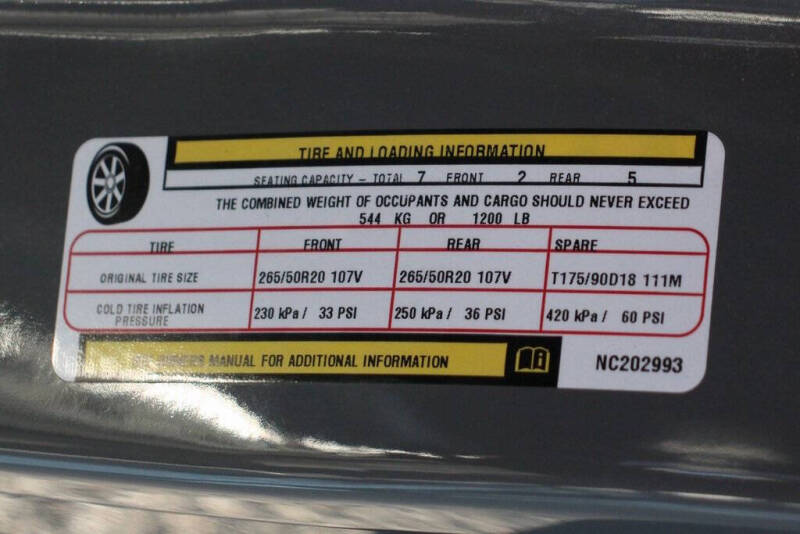 TIRE AND LOADING INFORMATION
SEATING CAPACITY – TOTAL 7 FRONT 2 REAR 5
THE COMBINED WEIGHT OF OCCUPANTS AND CARGO SHOULD NEVER EXCEED
544 KG OR 1200 LB
TIRE FRONT REAR SPARE
ORIGINAL TIRE SIZE 265/50R20 107V 265/50R20 107V T175/90D18 111M
COLD TIRE INFLATION PRESSURE 230 kPa / 33 PSI 250 kPa / 36 PSI 420 kPa / 60 PSI
OWNERS MANUAL FOR ADDITIONAL INFORMATION
NC202993